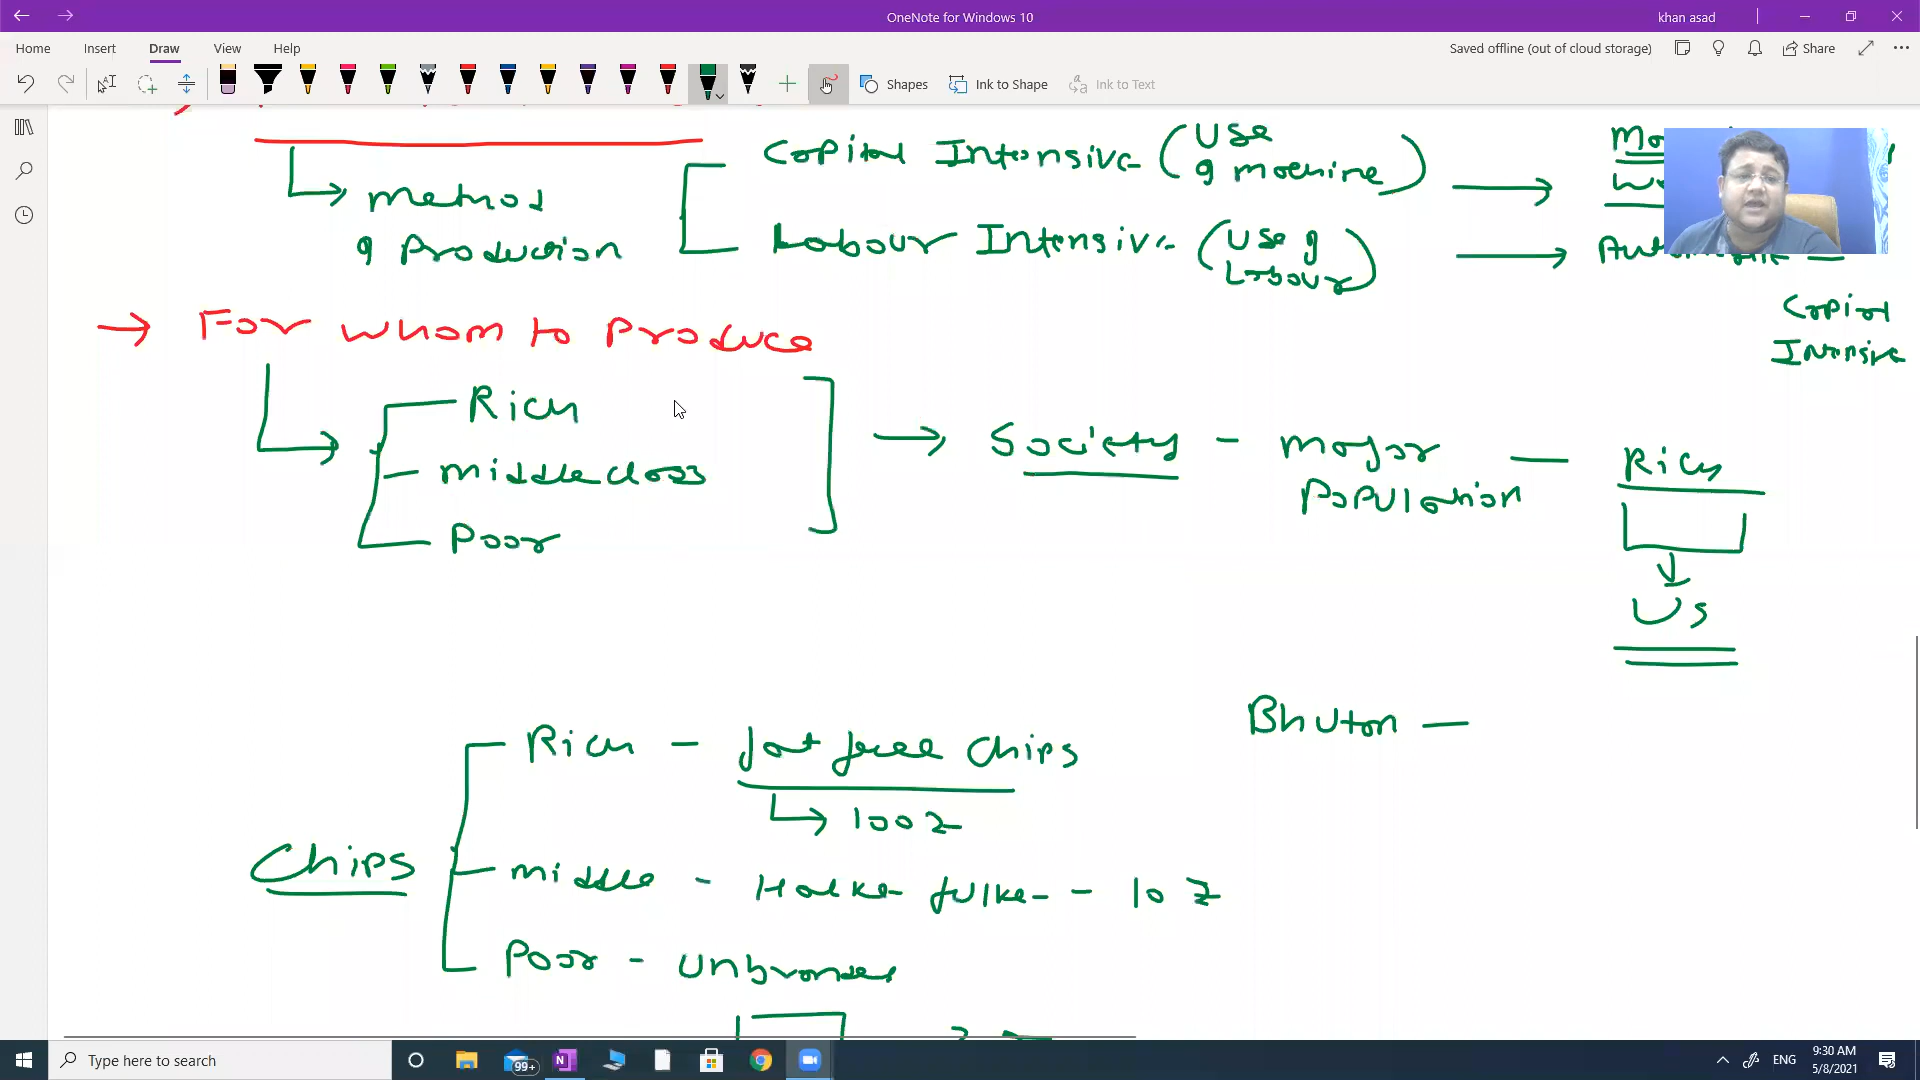 OneNote for Windows 10
khan asad
Home Insert Draw View Help
Saved offline (out of cloud storage)
Share
Shapes
Ink to Shape
Ink to Text
Capital Intensive (Use of machine)
method of Production
Labour Intensive (Use of Labour)
Capital Intensive
→ For whom to Produce
Rich
middle class
Poor
→ Society - major Population — Rich
US
Bhutan —
Chips
Rich - fat free Chips
↳ 100 ₹
middle - Halke fulke - 10 ₹
Poor - Unbranded
Type here to search
99+
ENG
9:30 AM
5/8/2021